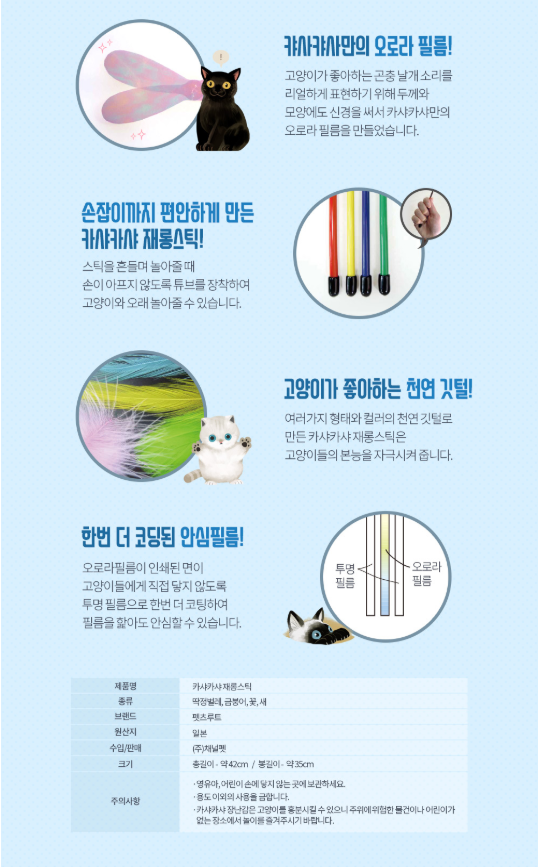 캬사캬사만의 오로라 필름!
고양이가 좋아하는 곤충 날개 소리를
리얼하게 표현하기 위해 두께와
모양에도 신경을 써서 캬샤캬샤만의
오로라 필름을 만들었습니다.
!
손잡이까지 편안하게 만든
캬샤캬샤 재롱스틱!
스틱을 흔들며 놀아줄 때
손이 아프지 않도록 튜브를 장착하여
고양이와 오래 놀아줄 수 있습니다.
고양이가 좋아하는 천연 깃털!
여러가지 형태와 컬러의 천연 깃털로
만든 캬샤캬샤 재롱스틱은
고양이들의 본능을 자극시켜 줍니다.
한번 더 코딩된 안심필름!
오로라필름이 인쇄된 면이
고양이들에게 직접 닿지 않도록
투명 필름으로 한번 더 코팅하여
필름을 핥아도 안심할 수 있습니다.
투명 필름
오로라 필름
제품명 캬샤캬샤 재롱스틱
종류 딱정벌레, 금붕어, 꽃, 새
브랜드 펫츠루트
원산지 일본
수입/판매 (주)채널펫
크기 총길이 - 약 42cm / 봉길이 - 약 35cm
주의사항
· 영유아, 어린이 손에 닿지 않는 곳에 보관하세요.
· 용도 이외의 사용을 금합니다.
· 캬샤캬샤 장난감은 고양이를 흥분시킬 수 있으니 주위에 위험한 물건이나 어린이가
없는 장소에서 놀이를 즐겨주시기 바랍니다.